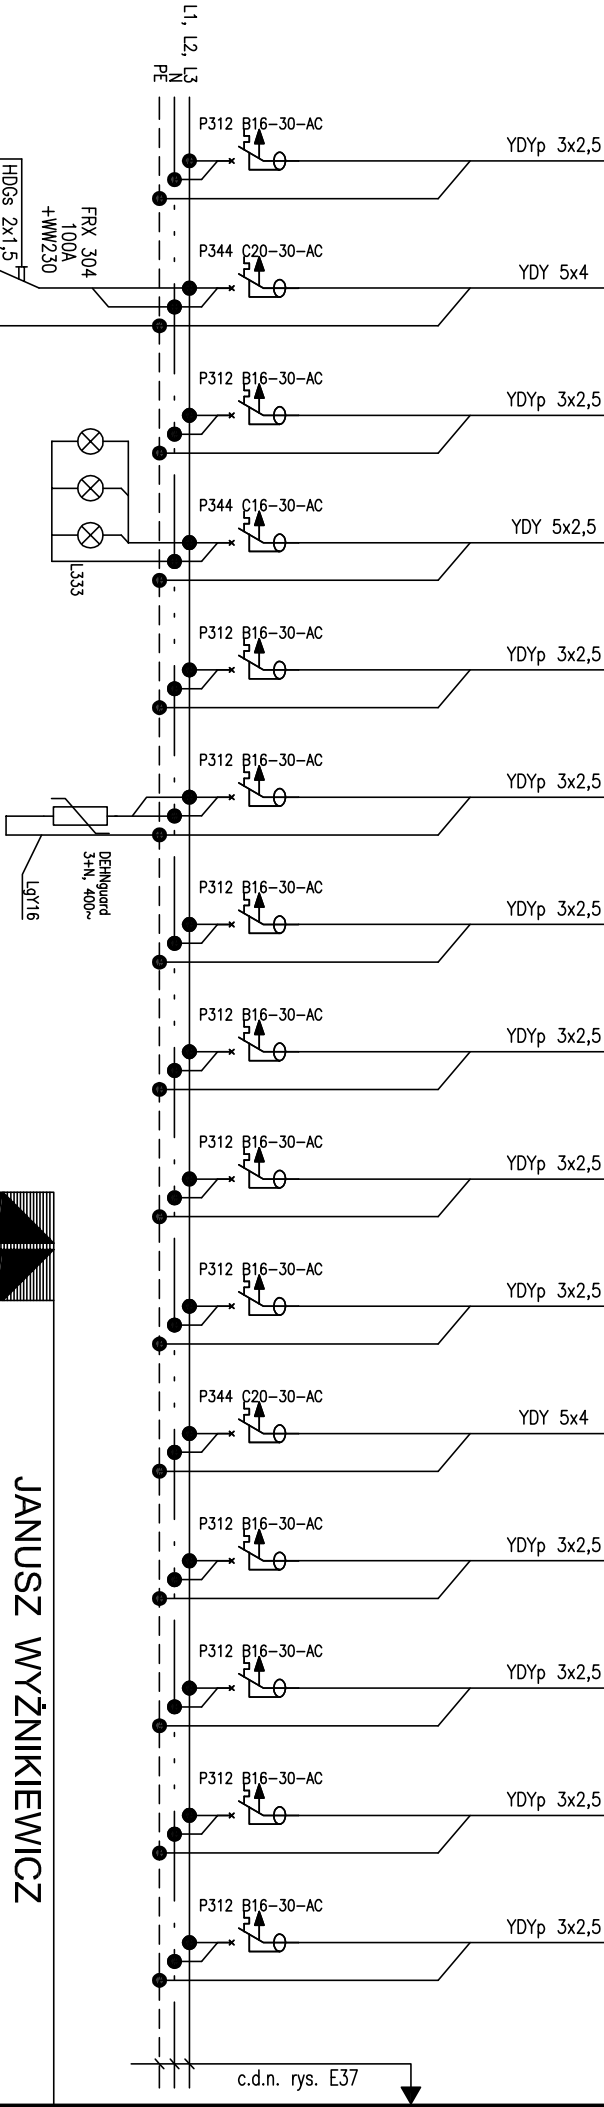 L1, L2, L3
N
PE
P312 B16-30-AC
YDYp 3x2,5
HDGs 2x1,5
FRX 304
100A
+WW230
P344 C20-30-AC
YDY 5x4
P312 B16-30-AC
YDYp 3x2,5
P344 C16-30-AC
YDY 5x2,5
L333
P312 B16-30-AC
YDYp 3x2,5
P312 B16-30-AC
YDYp 3x2,5
DEHNguard
3+N, 400~
LgY16
P312 B16-30-AC
YDYp 3x2,5
P312 B16-30-AC
YDYp 3x2,5
P312 B16-30-AC
YDYp 3x2,5
P312 B16-30-AC
YDYp 3x2,5
P344 C20-30-AC
YDY 5x4
P312 B16-30-AC
YDYp 3x2,5
P312 B16-30-AC
YDYp 3x2,5
P312 B16-30-AC
YDYp 3x2,5
P312 B16-30-AC
YDYp 3x2,5
JANUSZ WYŻNIKIEWICZ
c.d.n. rys. E37